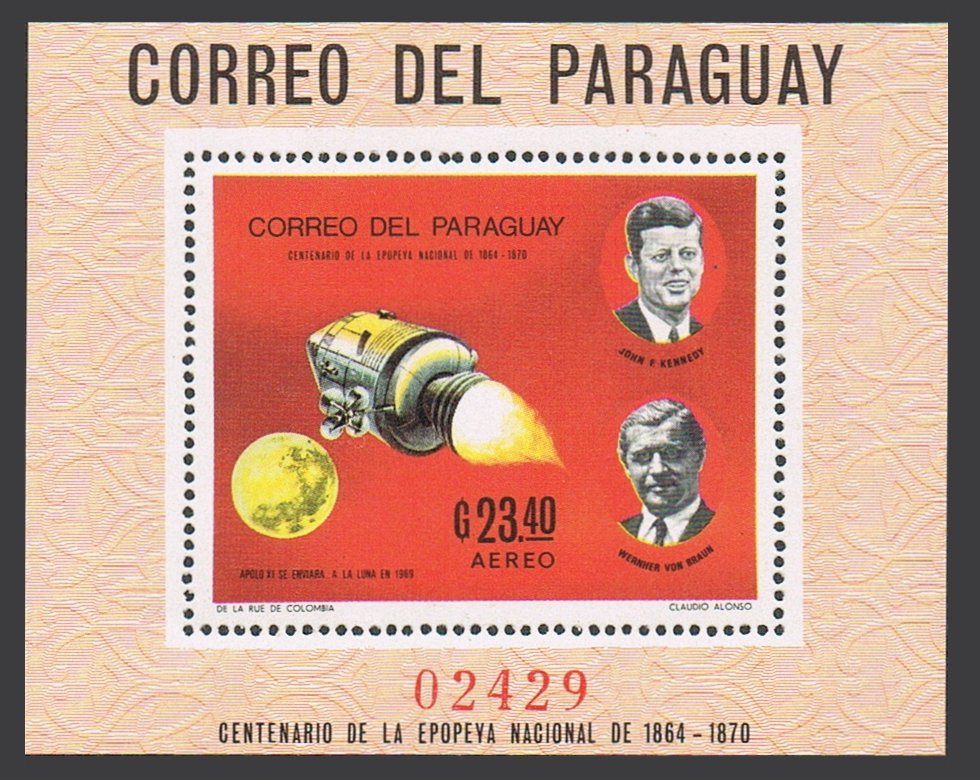 CORREO DEL PARAGUAY
CORREO DEL PARAGUAY
CENTENARIO DE LA EPOPEYA NACIONAL DE 1864-1870
JOHN F. KENNEDY
WERNHER VON BRAUN
₲23.40
AEREO
APOLO XI SE ENVIARA. A LA LUNA EN 1969
DE LA RUE DE COLOMBIA
CLAUDIO ALONSO
02429
CENTENARIO DE LA EPOPEYA NACIONAL DE 1864-1870